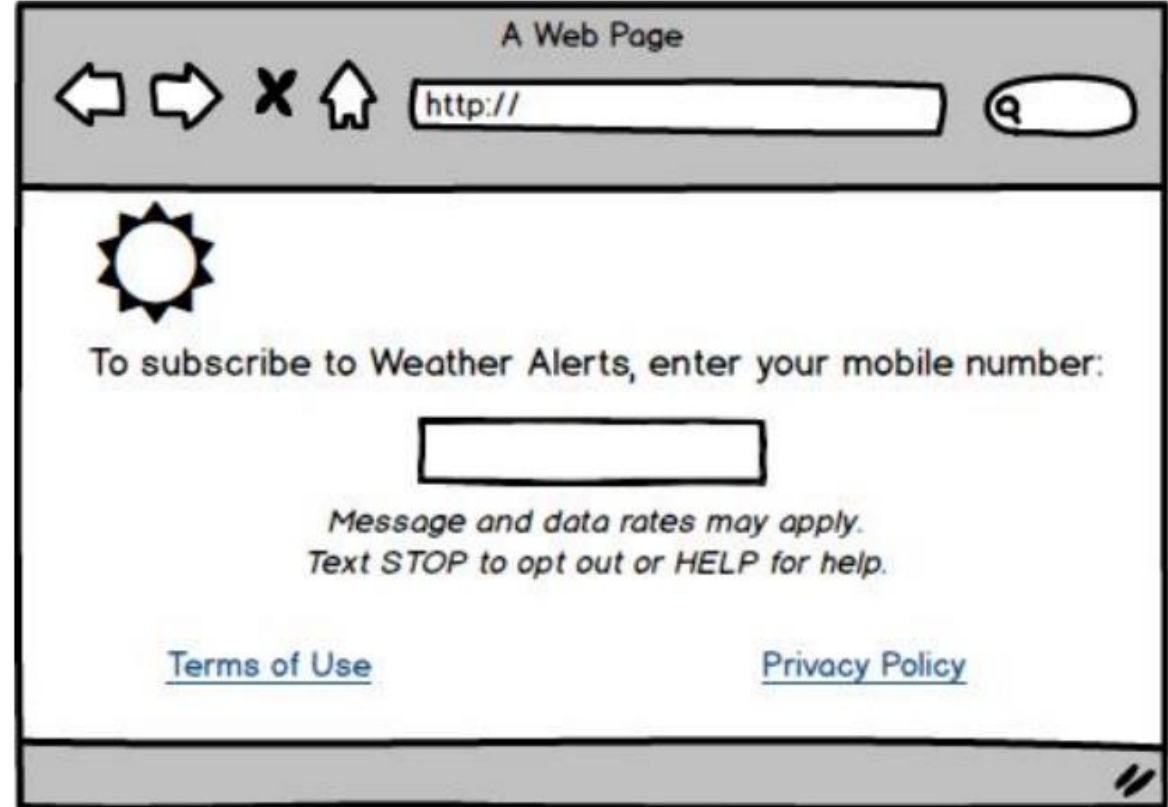 A Web Page
http://
To subscribe to Weather Alerts, enter your mobile number:
Message and data rates may apply.
Text STOP to opt out or HELP for help.
Terms of Use
Privacy Policy